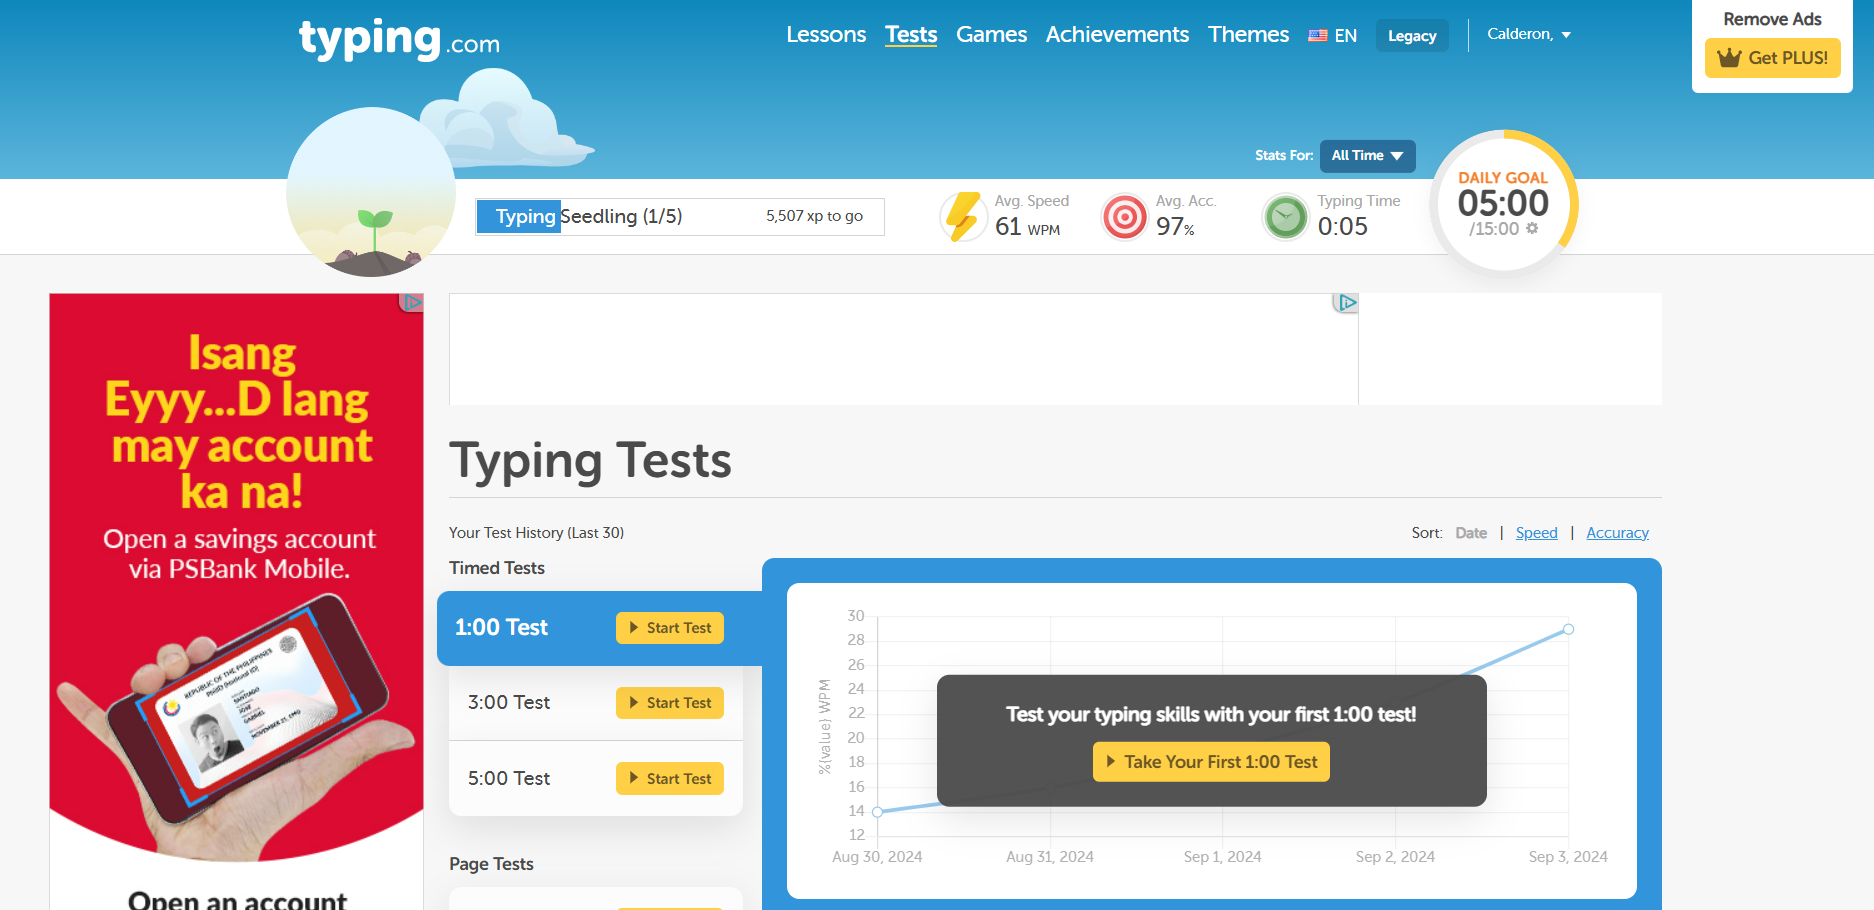 typing.com
Lessons Tests Games Achievements Themes EN Legacy Calderon,
Remove Ads
Get PLUS!
Stats For: All Time
Typing Seedling (1/5) 5,507 xp to go
Avg. Speed
61 WPM
Avg. Acc.
97%
Typing Time
0:05
DAILY GOAL
05:00
/15:00
Isang
Eyyy...D lang
may account
ka na!
Open a savings account
via PSBank Mobile.
REPUBLIC OF THE PHILIPPINES
SANTIAGO
JOSE
GABRIEL
Open an account
Typing Tests
Your Test History (Last 30)
Sort: Date | Speed | Accuracy
Timed Tests
1:00 Test Start Test
3:00 Test Start Test
5:00 Test Start Test
Page Tests
%{value} WPM
30
28
26
24
22
20
18
16
14
12
Aug 30, 2024 Aug 31, 2024 Sep 1, 2024 Sep 2, 2024 Sep 3, 2024
Test your typing skills with your first 1:00 test!
Take Your First 1:00 Test